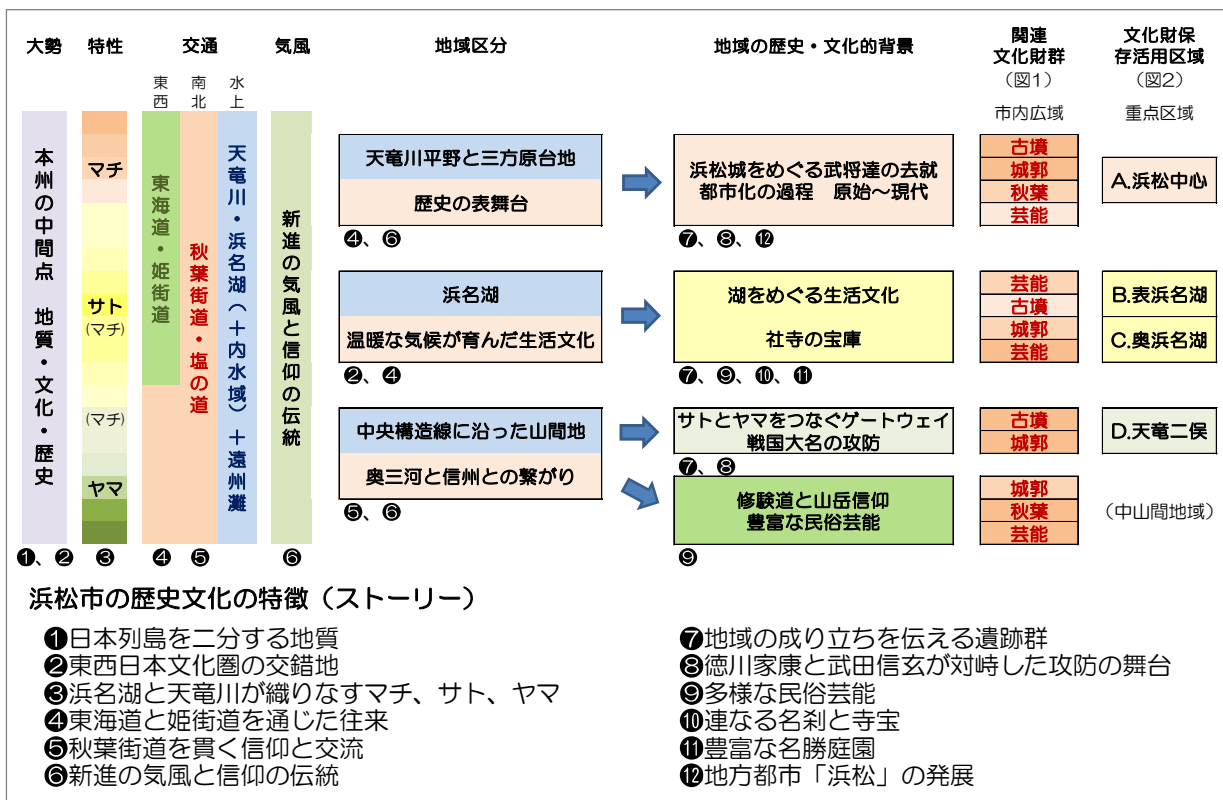 大勢
特性
交通
気風
地域区分
地域の歴史・文化的背景
関連
文化財群
（図1）
文化財保
存活用区域
（図2）
東西
南北
水上
市内広域
重点区域
本州の中間点　地質・文化・歴史
マチ
サト
(マチ)
(マチ)
ヤマ
東海道・姫街道
秋葉街道・塩の道
天竜川・浜名湖（＋内水域）＋遠州灘
新進の気風と信仰の伝統
天竜川平野と三方原台地
歴史の表舞台
❹、❻
浜松城をめぐる武将達の去就
都市化の過程　原始～現代
❼、❽、⓬
古墳
城郭
秋葉
芸能
A.浜松中心
浜名湖
温暖な気候が育んだ生活文化
❷、❹
湖をめぐる生活文化
社寺の宝庫
❼、❾、❿、⓫
芸能
古墳
城郭
芸能
B.表浜名湖
C.奥浜名湖
中央構造線に沿った山間地
奥三河と信州との繋がり
❺、❻
サトとヤマをつなぐゲートウェイ
戦国大名の攻防
❼、❽
古墳
城郭
D.天竜二俣
修験道と山岳信仰
豊富な民俗芸能
❾
城郭
秋葉
芸能
（中山間地域）
❶、❷
❸
❹
❺
❻
浜松市の歴史文化の特徴（ストーリー）
❶日本列島を二分する地質
❷東西日本文化圏の交錯地
❸浜名湖と天竜川が織りなすマチ、サト、ヤマ
❹東海道と姫街道を通じた往来
❺秋葉街道を貫く信仰と交流
❻新進の気風と信仰の伝統
❼地域の成り立ちを伝える遺跡群
❽徳川家康と武田信玄が対峙した攻防の舞台
❾多様な民俗芸能
❿連なる名刹と寺宝
⓫豊富な名勝庭園
⓬地方都市「浜松」の発展